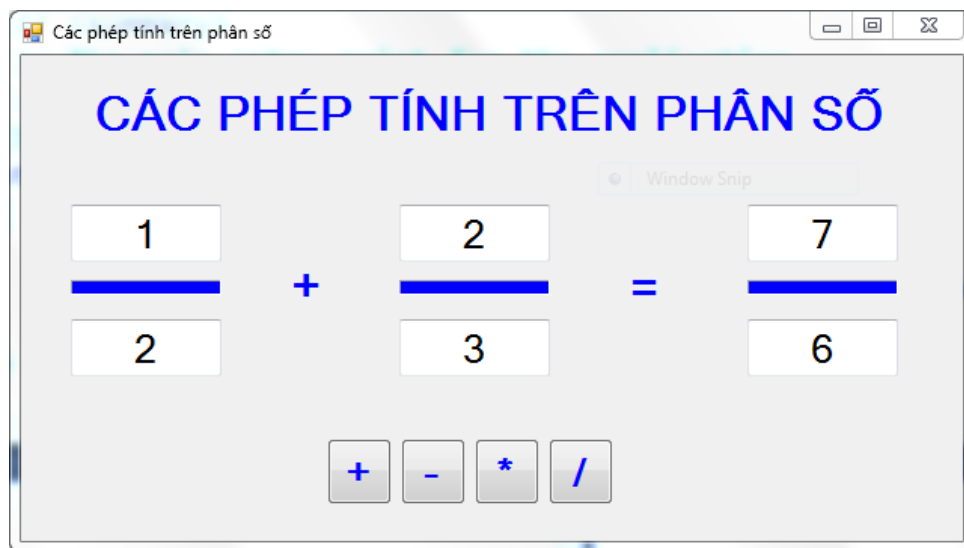 Các phép tính trên phân số
CÁC PHÉP TÍNH TRÊN PHÂN SỐ
Window Snip
1 2 7
+ =
2 3 6
+ - * /